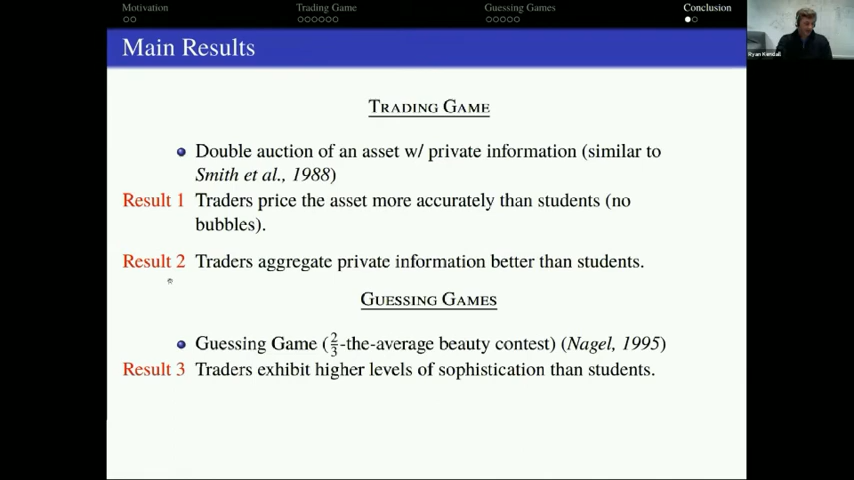 Motivation Trading Game Guessing Games Conclusion
Main Results
Ryan Kendall
TRADING GAME
Double auction of an asset w/ private information (similar to
Smith et al., 1988)
Result 1 Traders price the asset more accurately than students (no
bubbles).
Result 2 Traders aggregate private information better than students.
GUESSING GAMES
Guessing Game (2/3-the-average beauty contest) (Nagel, 1995)
Result 3 Traders exhibit higher levels of sophistication than students.